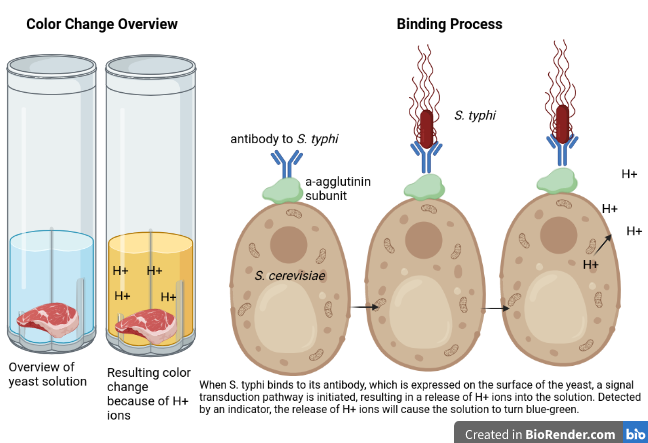 Color Change Overview
Binding Process
S. typhi
antibody to S. typhi
a-agglutinin
subunit
H+
H+
H+
H+
S. cerevisiae
H+ H+
H+ H+
Overview of
yeast solution
Resulting color
change
because of H+
ions
When S. typhi binds to its antibody, which is expressed on the surface of the yeast, a signal
transduction pathway is initiated, resulting in a release of H+ ions into the solution. Detected
by an indicator, the release of H+ ions will cause the solution to turn blue-green.
Created in BioRender.com bio